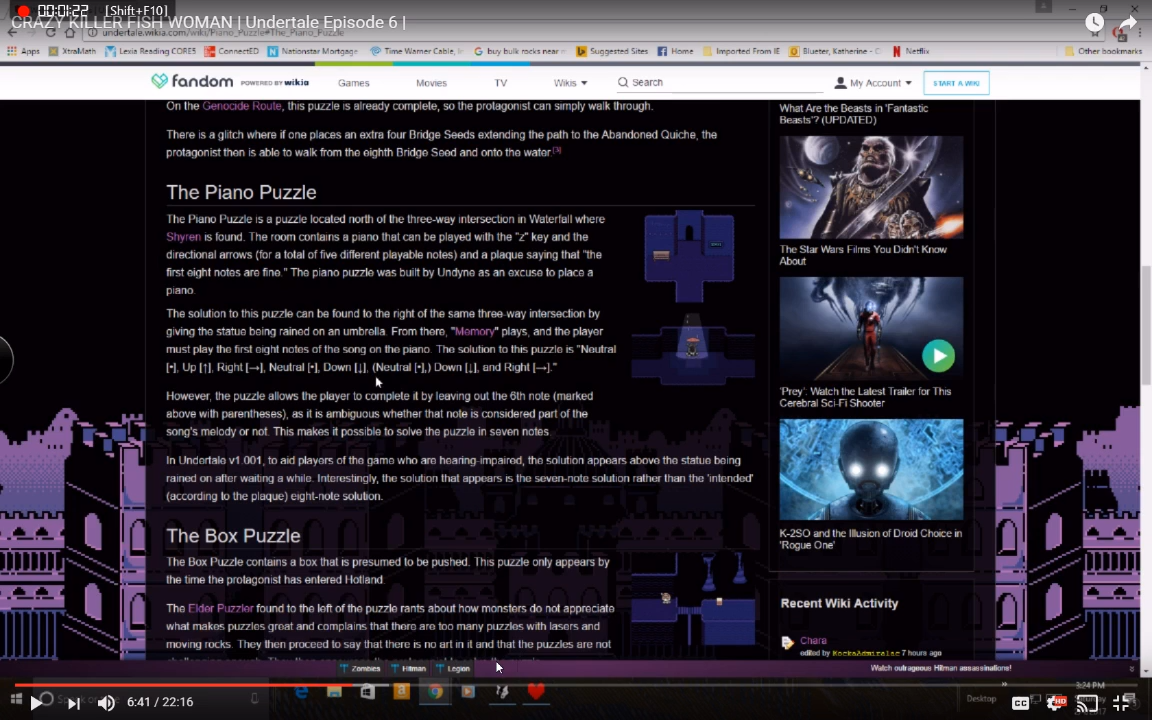 00:01:22 [Shift+F10]
CRAZY KILLER FISH WOMAN | Undertale Episode 6 |
undertale.wikia.com/wiki/Piano_Puzzle#The_Piano_Puzzle
Apps XtraMath Lexia Reading CORE5 ConnectED Nationstar Mortgage Time Warner Cable, buy bulk rocks near Suggested Sites Home Imported From IE Blueter, Katherine - Netflix Other bookmarks
fandom POWERED BY wikia Games Movies TV Wikis Search My Account START A WIKI
On the Genocide Route, this puzzle is already complete, so the protagonist can simply walk through.
There is a glitch where if one places an extra four Bridge Seeds extending the path to the Abandoned Quiche, the
protagonist then is able to walk from the eighth Bridge Seed and onto the water.[3]
The Piano Puzzle
The Piano Puzzle is a puzzle located north of the three-way intersection in Waterfall where
Shyren is found. The room contains a piano that can be played with the "z" key and the
directional arrows (for a total of five different playable notes) and a plaque saying that "the
first eight notes are fine." The piano puzzle was built by Undyne as an excuse to place a
piano.
The solution to this puzzle can be found to the right of the same three-way intersection by
giving the statue being rained on an umbrella. From there, "Memory" plays, and the player
must play the first eight notes of the song on the piano. The solution to this puzzle is "Neutral
[•], Up [↑], Right [→], Neutral [•], Down [↓], (Neutral [•],) Down [↓], and Right [→]."
However, the puzzle allows the player to complete it by leaving out the 6th note (marked
above with parentheses), as it is ambiguous whether that note is considered part of the
song's melody or not. This makes it possible to solve the puzzle in seven notes.
In Undertale v1.001, to aid players of the game who are hearing-impaired, the solution appears above the statue being
rained on after waiting a while. Interestingly, the solution that appears is the seven-note solution rather than the 'intended'
(according to the plaque) eight-note solution.
The Box Puzzle
The Box Puzzle contains a box that is presumed to be pushed. This puzzle only appears by
the time the protagonist has entered Hotland.
The Elder Puzzler found to the left of the puzzle rants about how monsters do not appreciate
what makes puzzles great and complains that there are too many puzzles with lasers and
moving rocks. They then proceed to say that there is no art in it and that the puzzles are not
What Are the Beasts in 'Fantastic
Beasts'? (UPDATED)
The Star Wars Films You Didn't Know
About
'Prey': Watch the Latest Trailer for This
Cerebral Sci-Fi Shooter
K-2SO and the Illusion of Droid Choice in
'Rogue One'
Recent Wiki Activity
Chara
edited by KockaAdmiralac 7 hours ago
Zombies Hitman Legion Watch outrageous Hitman assassinations!
6:41 / 22:16 Desktop 3:24 PM
CC HD